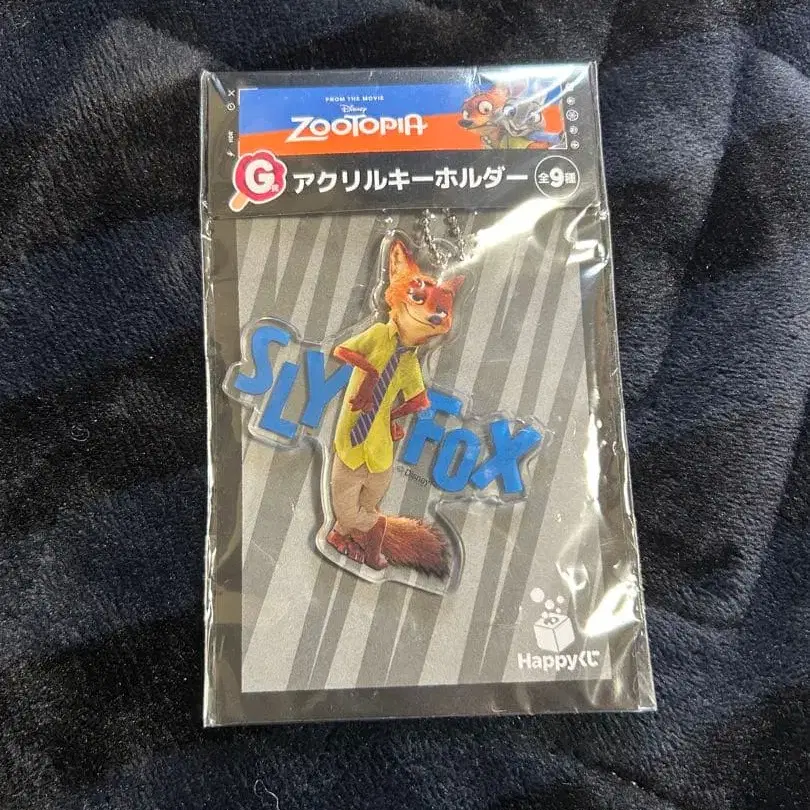 FROM THE MOVIE
Disney
ZOOTOPIA
G賞 アクリルキーホルダー 全9種
SLY FOX
© Disney
Happyくじ